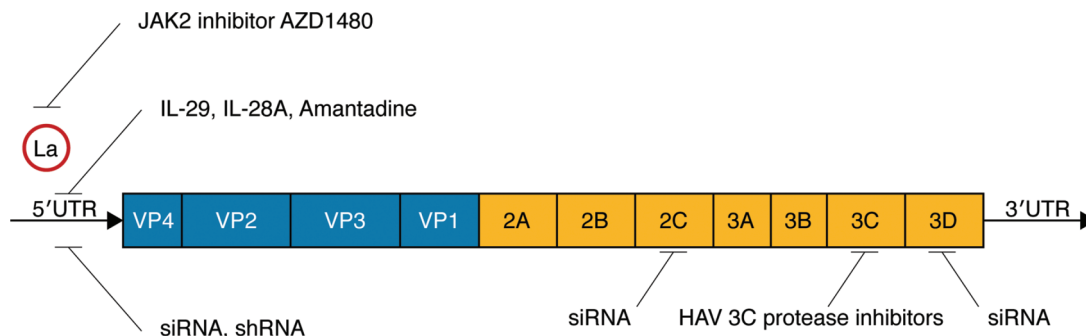 JAK2 inhibitor AZD1480
IL-29, IL-28A, Amantadine
La
5′UTR
VP4 VP2 VP3 VP1 2A 2B 2C 3A 3B 3C 3D
3′UTR
siRNA, shRNA
siRNA
HAV 3C protease inhibitors
siRNA